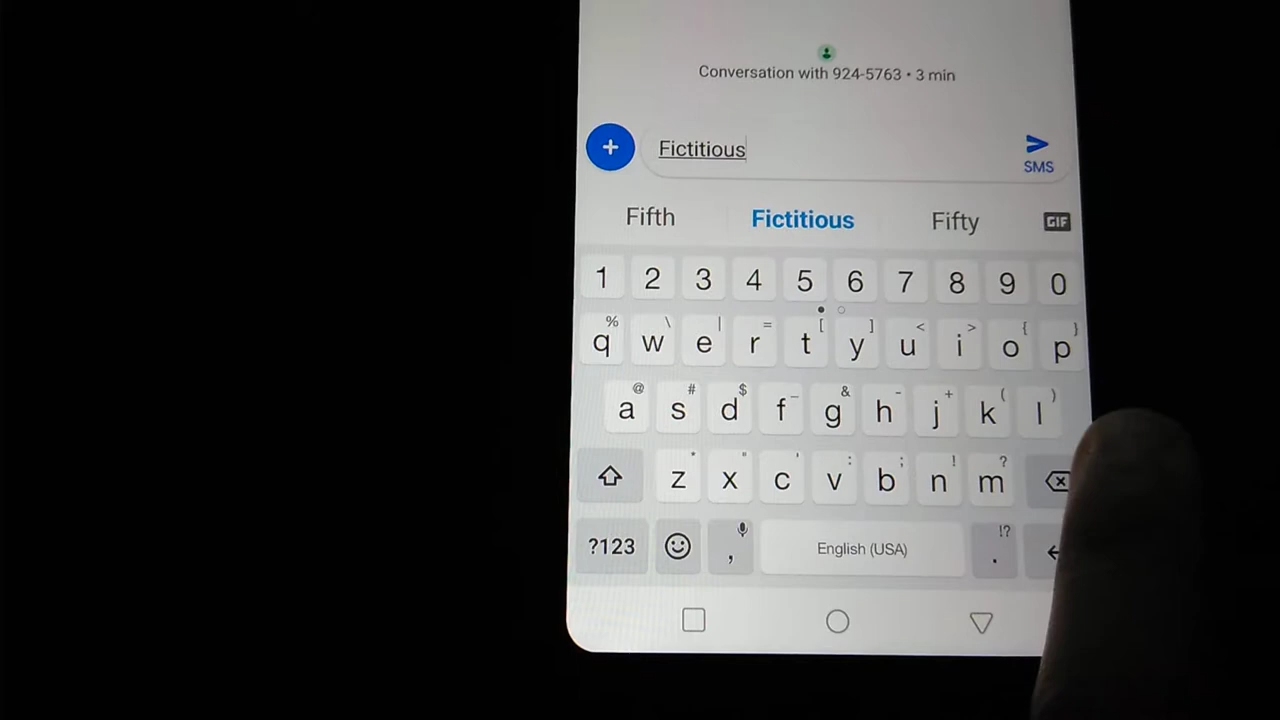 Conversation with 924-5763 • 3 min
Fictitious
SMS
Fifth Fictitious Fifty GIF
1 2 3 4 5 6 7 8 9 0
% \ | = [ ] < > { }
q w e r t y u i o p
@ # $ _ & - + ( )
a s d f g h j k l
* " ' : ; ! ?
z x c v b n m
!?
?123 , English (USA) .